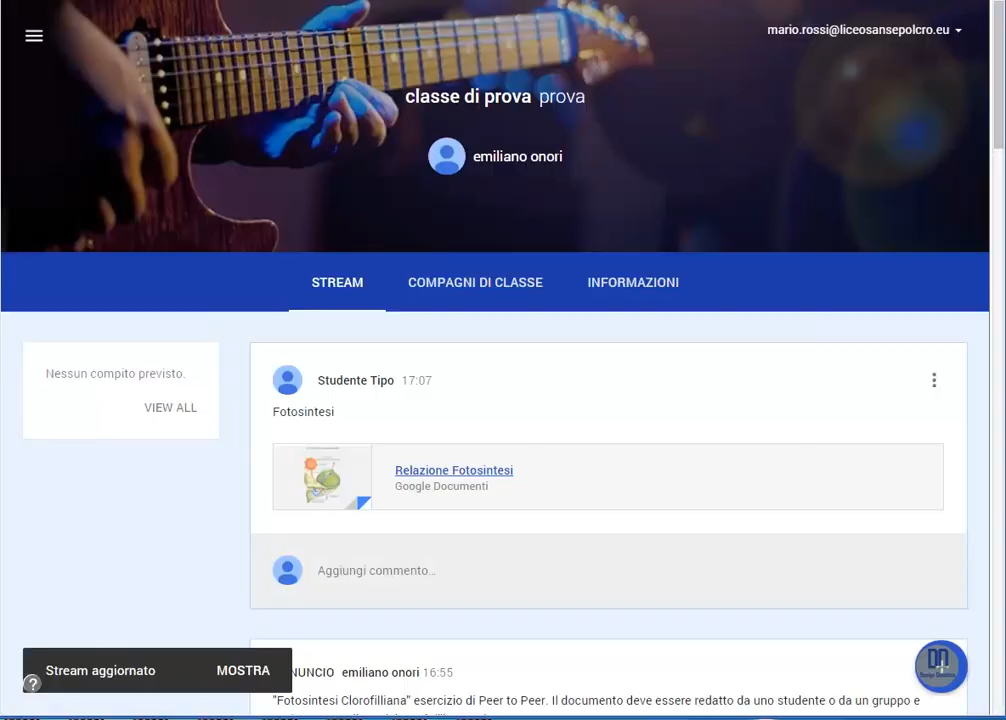 mario.rossi@liceosansepolcro.eu
classe di prova prova
emiliano onori
STREAM COMPAGNI DI CLASSE INFORMAZIONI
Nessun compito previsto.
VIEW ALL
Studente Tipo 17:07
Fotosintesi
Relazione Fotosintesi
Google Documenti
Aggiungi commento...
Stream aggiornato MOSTRA
NUNCIO emiliano onori 16:55
"Fotosintesi Clorofilliana" esercizio di Peer to Peer. Il documento deve essere redatto da uno studente o da un gruppo e